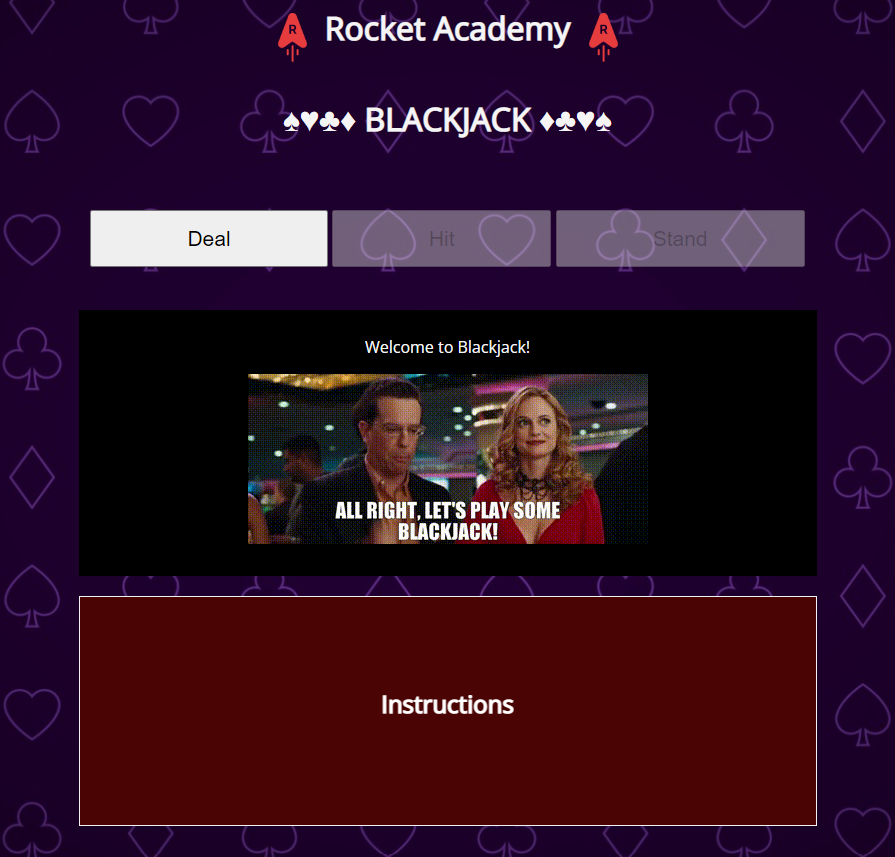 R Rocket Academy R
♠♥♣♦ BLACKJACK ♦♣♥♠
Deal Hit Stand
Welcome to Blackjack!
ALL RIGHT, LET'S PLAY SOME
BLACKJACK!
Instructions